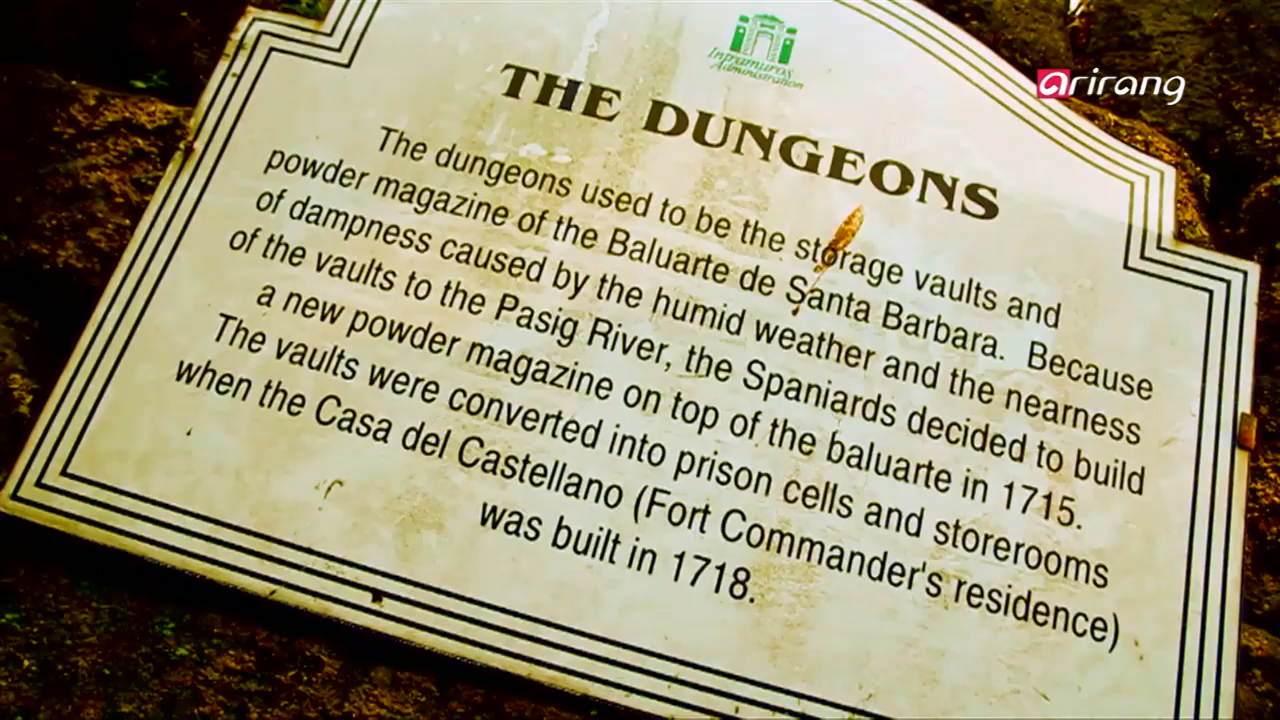 Intramuros
Administration
arirang
THE DUNGEONS
The dungeons used to be the storage vaults and
powder magazine of the Baluarte de Santa Barbara. Because
of dampness caused by the humid weather and the nearness
of the vaults to the Pasig River, the Spaniards decided to build
a new powder magazine on top of the baluarte in 1715.
The vaults were converted into prison cells and storerooms
when the Casa del Castellano (Fort Commander's residence)
was built in 1718.